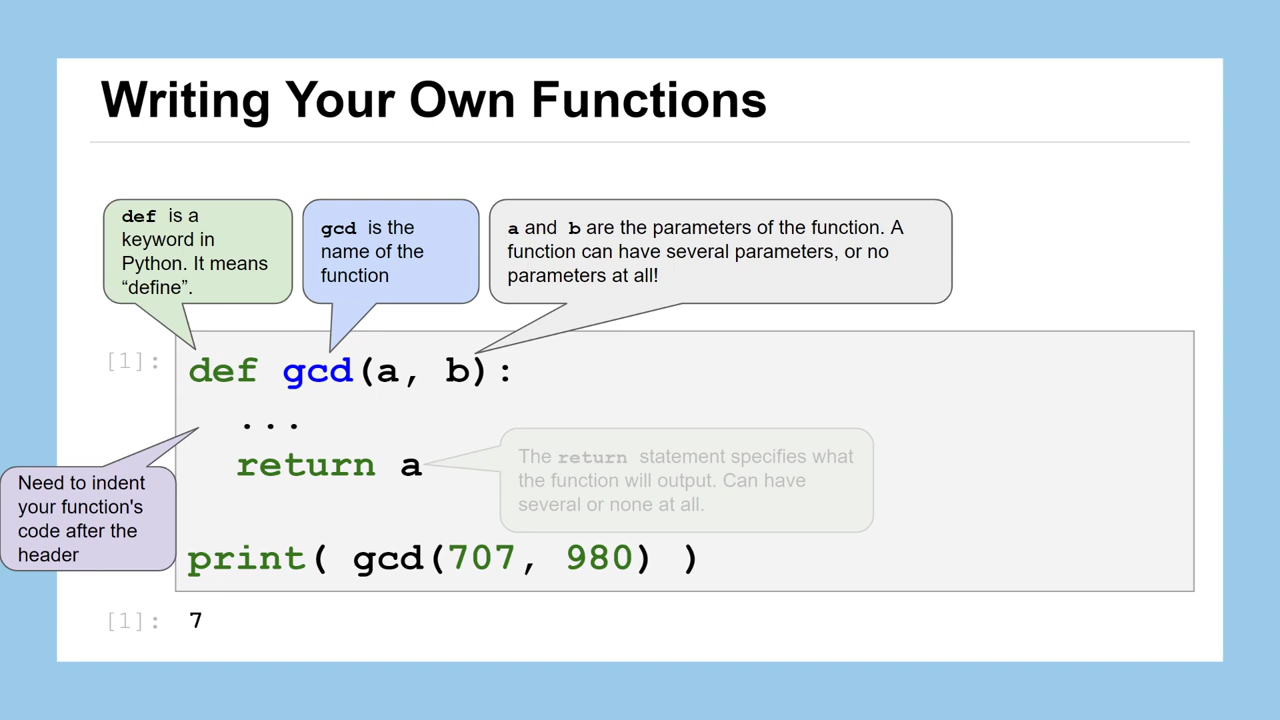 Writing Your Own Functions
def is a
keyword in
Python. It means
“define”.
gcd is the
name of the
function
a and b are the parameters of the function. A
function can have several parameters, or no
parameters at all!
[1]:
def gcd(a, b):
...
return a
The return statement specifies what
the function will output. Can have
several or none at all.
Need to indent
your function's
code after the
header
print( gcd(707, 980) )
[1]: 7